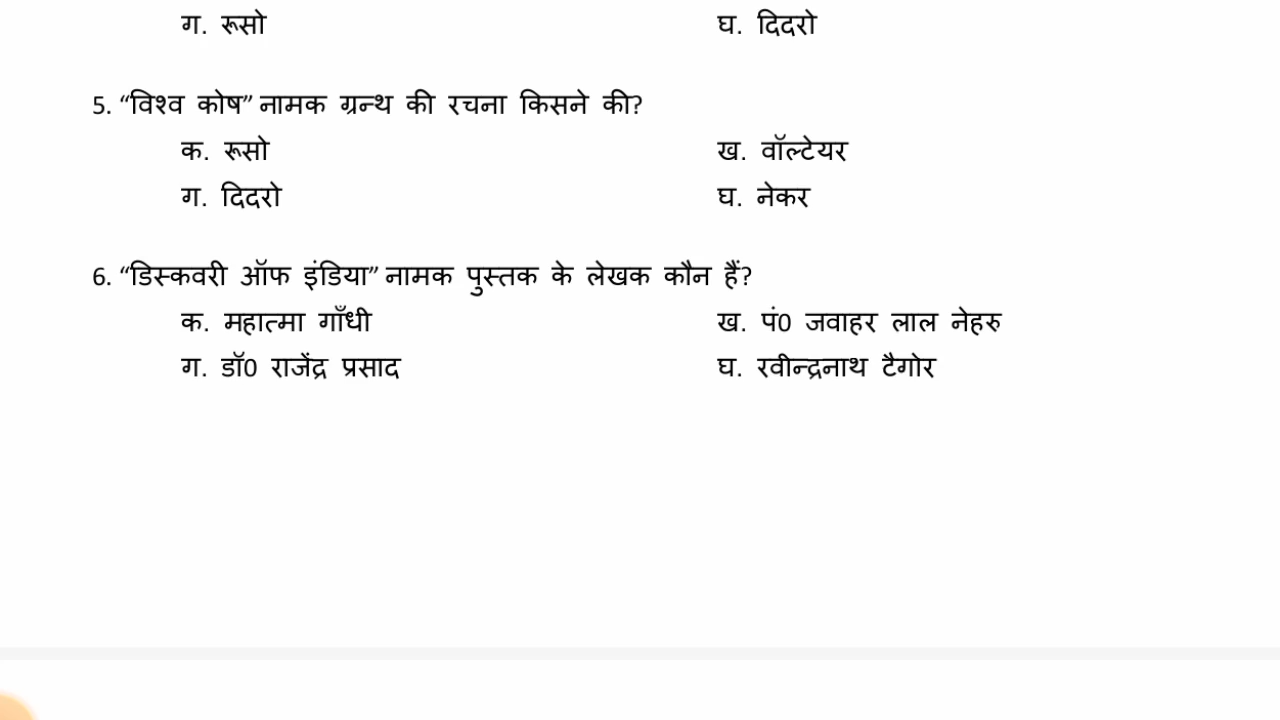 ग. रूसो घ. दिदरो
5. “विश्व कोष” नामक ग्रन्थ की रचना किसने की?
क. रूसो ख. वॉल्टेयर
ग. दिदरो घ. नेकर
6. “डिस्कवरी ऑफ इंडिया” नामक पुस्तक के लेखक कौन हैं?
क. महात्मा गाँधी ख. पं0 जवाहर लाल नेहरु
ग. डॉ0 राजेंद्र प्रसाद घ. रवीन्द्रनाथ टैगोर